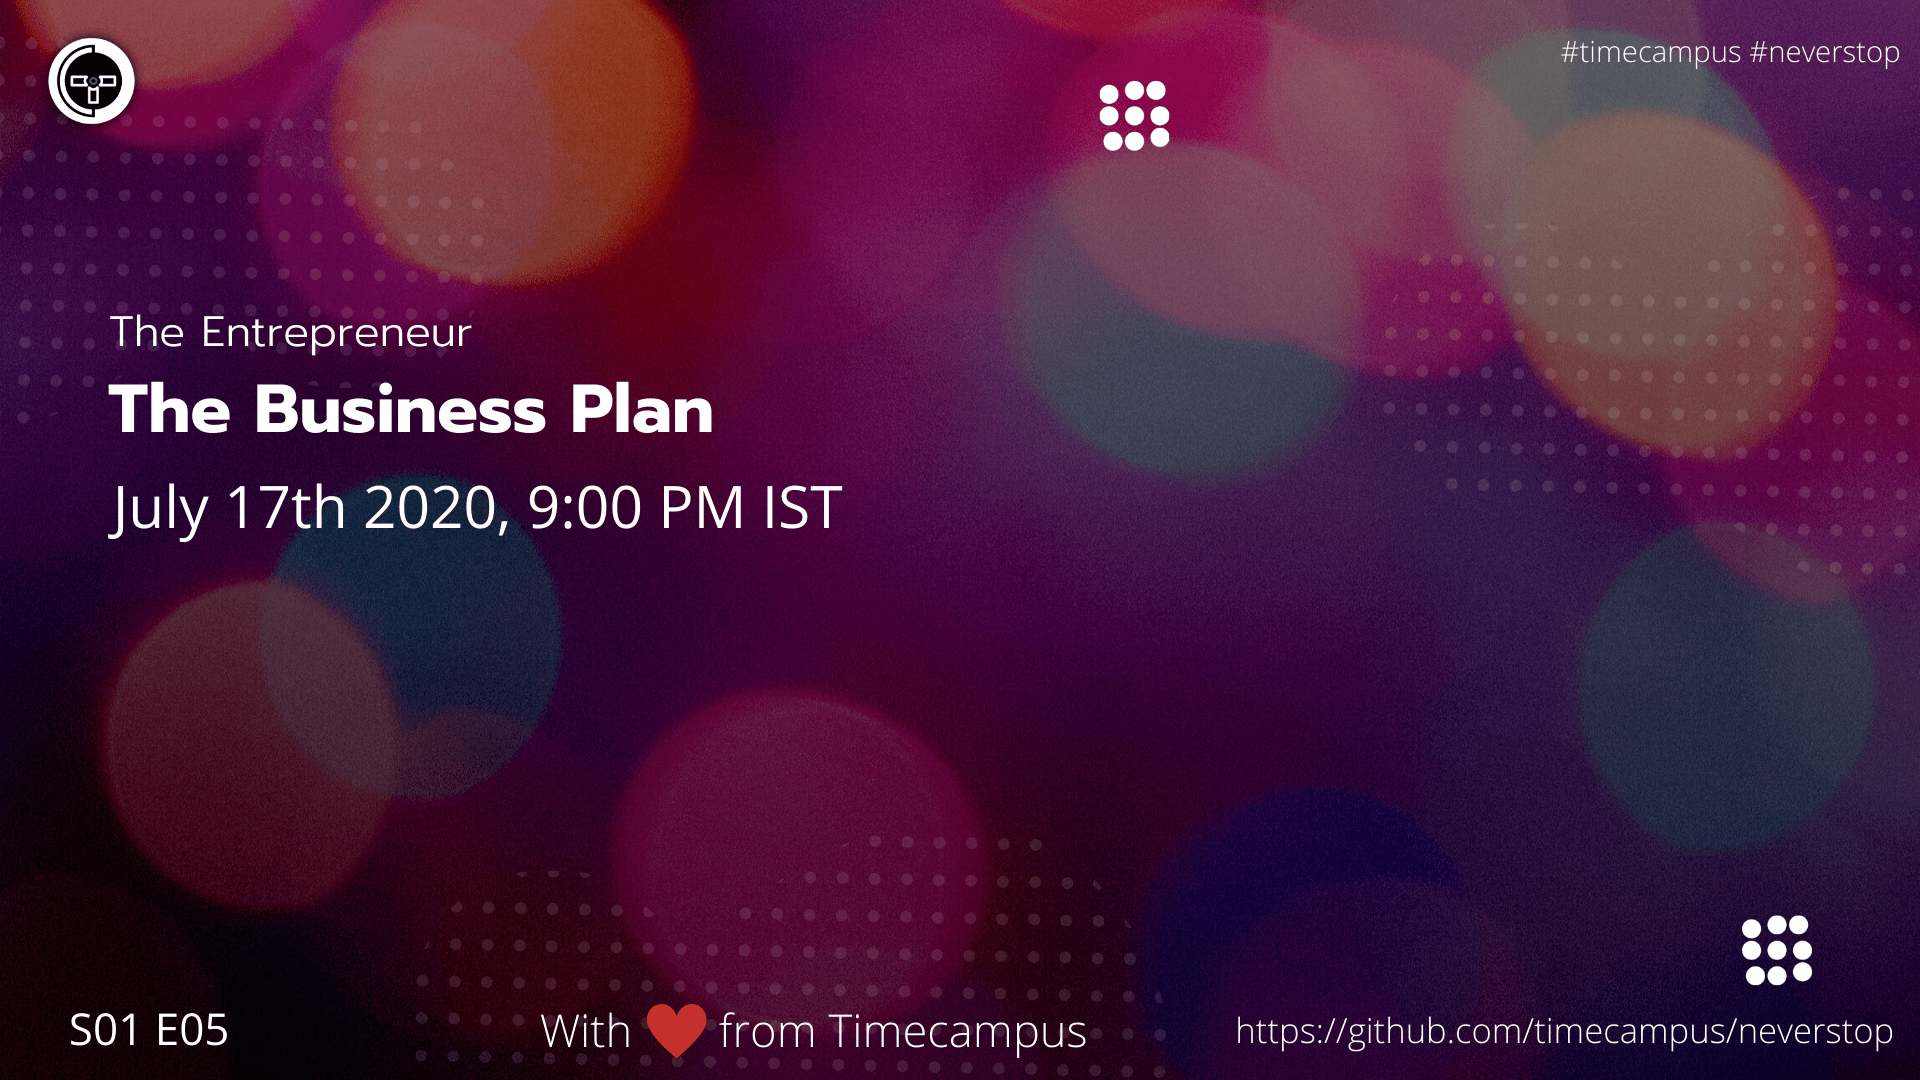 #timecampus #neverstop
The Entrepreneur
The Business Plan
July 17th 2020, 9:00 PM IST
S01 E05
With ❤ from Timecampus
https://github.com/timecampus/neverstop